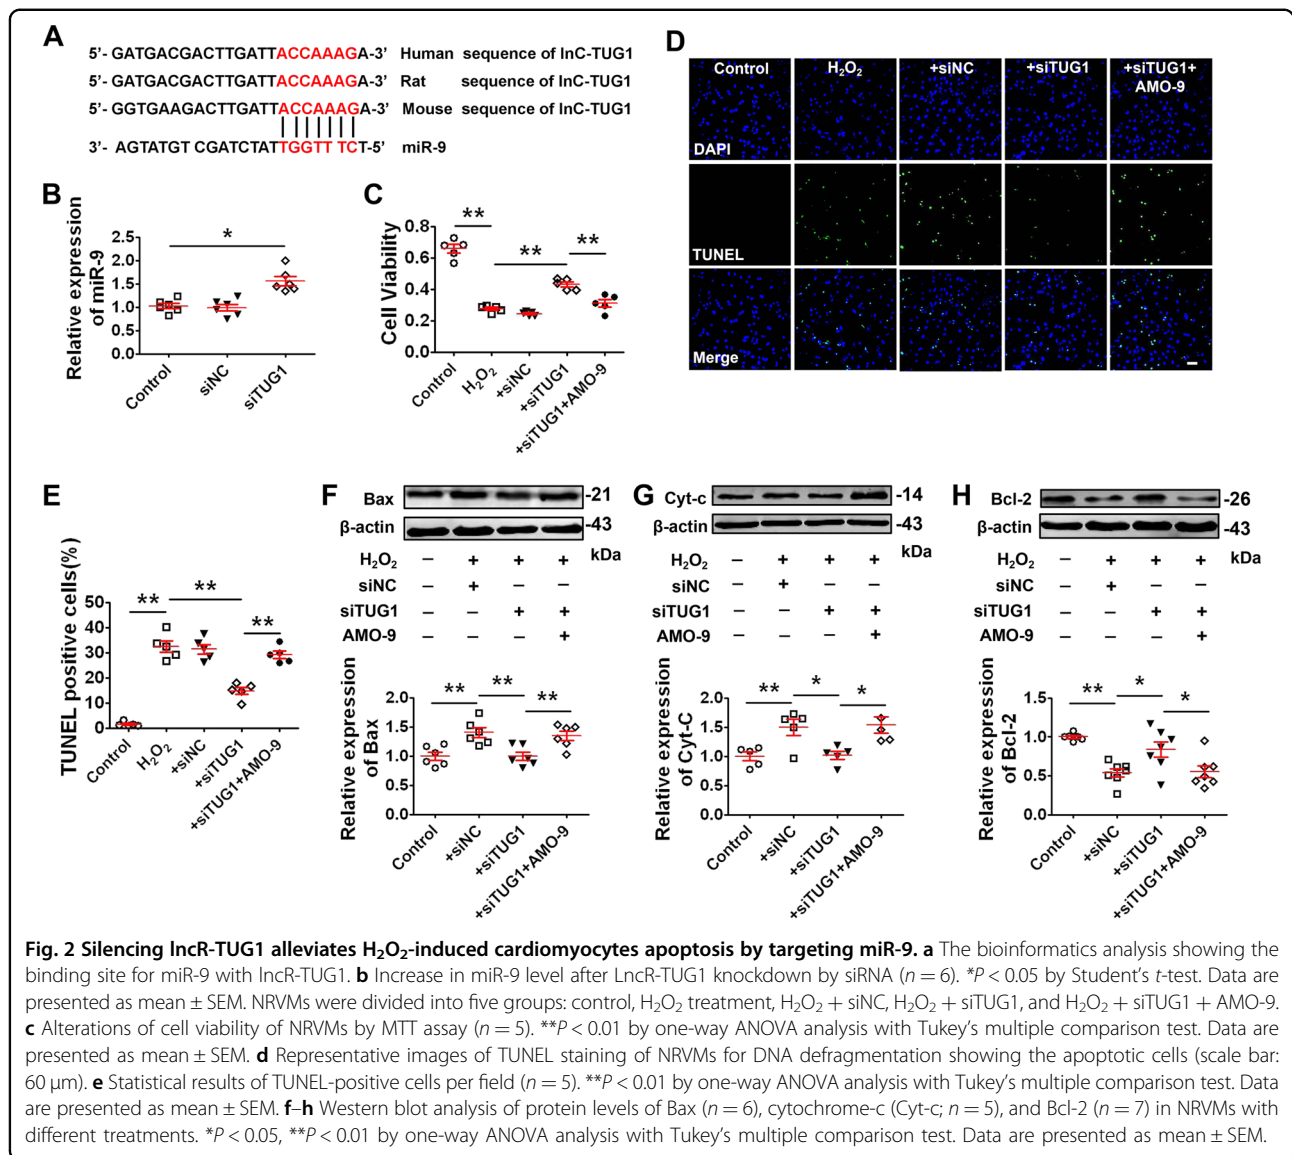 A
5’- GATGACGACTTGATTACCAAAGA-3’ Human sequence of lnC-TUG1
5’- GATGACGACTTGATTACCAAAGA-3’ Rat sequence of lnC-TUG1
5’- GGTGAAGACTTGATTACCAAAGA-3’ Mouse sequence of lnC-TUG1
3’- AGTATGT CGATCTATTGGTT TCT-5’ miR-9
B
Relative expression
of miR-9
2.5
2.0
1.5
1.0
0.5
0.0
*
Control
siNC
siTUG1
C
Cell Viability
0.8
0.6
0.4
0.2
0.0
**
**
**
Control
H₂O₂
+siNC
+siTUG1
+siTUG1+AMO-9
D
Control
H₂O₂
+siNC
+siTUG1
+siTUG1+
AMO-9
DAPI
TUNEL
Merge
E
TUNEL positive cells(%)
50
40
30
20
10
0
**
**
**
Control
H₂O₂
+siNC
+siTUG1
+siTUG1+AMO-9
F
Bax -21
β-actin -43
kDa
H₂O₂ – + + +
siNC – + – –
siTUG1 – – + +
AMO-9 – – – +
Relative expression
of Bax
2.0
1.5
1.0
0.5
0.0
**
**
**
Control
+siNC
+siTUG1
+siTUG1+AMO-9
G
Cyt-c -14
β-actin -43
kDa
H₂O₂ – + + +
siNC – + – –
siTUG1 – – + +
AMO-9 – – – +
Relative expression
of Cyt-C
2.0
1.5
1.0
0.5
0.0
**
*
*
Control
+siNC
+siTUG1
+siTUG1+AMO-9
H
Bcl-2 -26
β-actin -43
kDa
H₂O₂ – + + +
siNC – + – –
siTUG1 – – + +
AMO-9 – – – +
Relative expression
of Bcl-2
1.5
1.0
0.5
0.0
**
*
*
Control
+siNC
+siTUG1
+siTUG1+AMO-9
Fig. 2 Silencing lncR-TUG1 alleviates H₂O₂-induced cardiomyocytes apoptosis by targeting miR-9. a The bioinformatics analysis showing the
binding site for miR-9 with lncR-TUG1. b Increase in miR-9 level after LncR-TUG1 knockdown by siRNA (n = 6). *P < 0.05 by Student’s t-test. Data are
presented as mean ± SEM. NRVMs were divided into five groups: control, H₂O₂ treatment, H₂O₂ + siNC, H₂O₂ + siTUG1, and H₂O₂ + siTUG1 + AMO-9.
c Alterations of cell viability of NRVMs by MTT assay (n = 5). **P < 0.01 by one-way ANOVA analysis with Tukey’s multiple comparison test. Data are
presented as mean ± SEM. d Representative images of TUNEL staining of NRVMs for DNA defragmentation showing the apoptotic cells (scale bar:
60 μm). e Statistical results of TUNEL-positive cells per field (n = 5). **P < 0.01 by one-way ANOVA analysis with Tukey’s multiple comparison test. Data
are presented as mean ± SEM. f–h Western blot analysis of protein levels of Bax (n = 6), cytochrome-c (Cyt-c; n = 5), and Bcl-2 (n = 7) in NRVMs with
different treatments. *P < 0.05, **P < 0.01 by one-way ANOVA analysis with Tukey’s multiple comparison test. Data are presented as mean ± SEM.